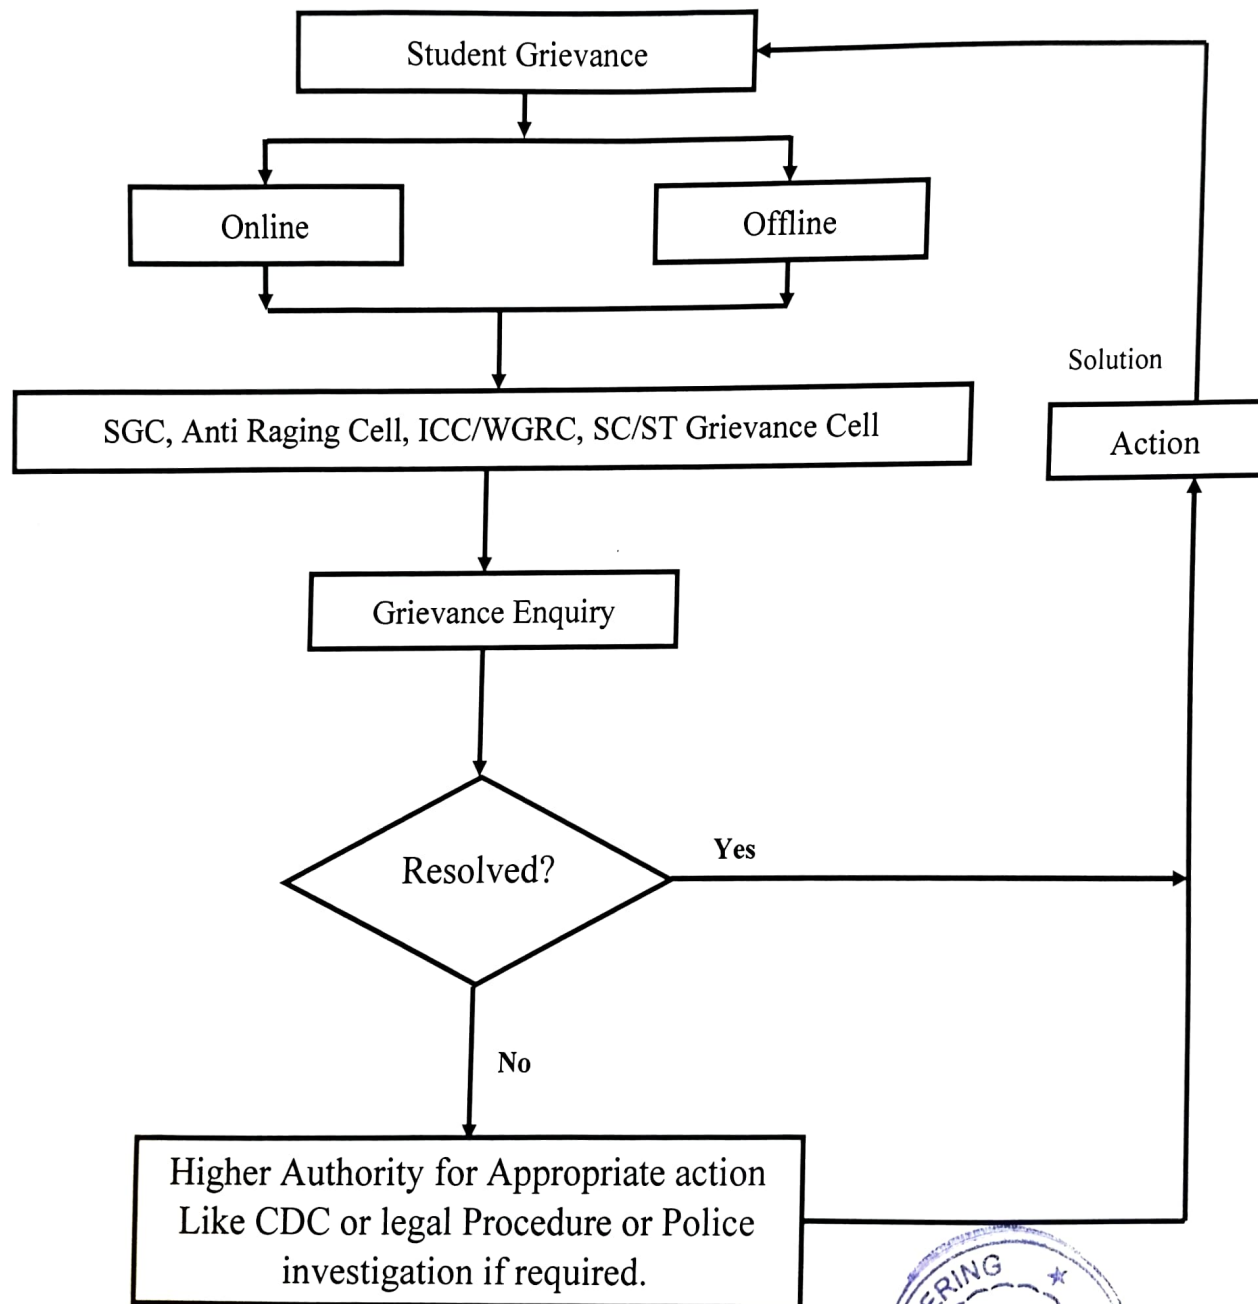 Student Grievance
Online
Offline
Solution
SGC, Anti Raging Cell, ICC/WGRC, SC/ST Grievance Cell
Action
Grievance Enquiry
Resolved?
Yes
No
Higher Authority for Appropriate action
Like CDC or legal Procedure or Police
investigation if required.
ERING